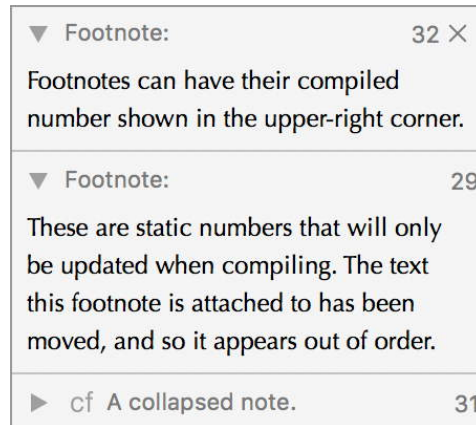 ▼ Footnote: 32 ×
Footnotes can have their compiled
number shown in the upper-right corner.
▼ Footnote: 29
These are static numbers that will only
be updated when compiling. The text
this footnote is attached to has been
moved, and so it appears out of order.
▶ cf A collapsed note. 31